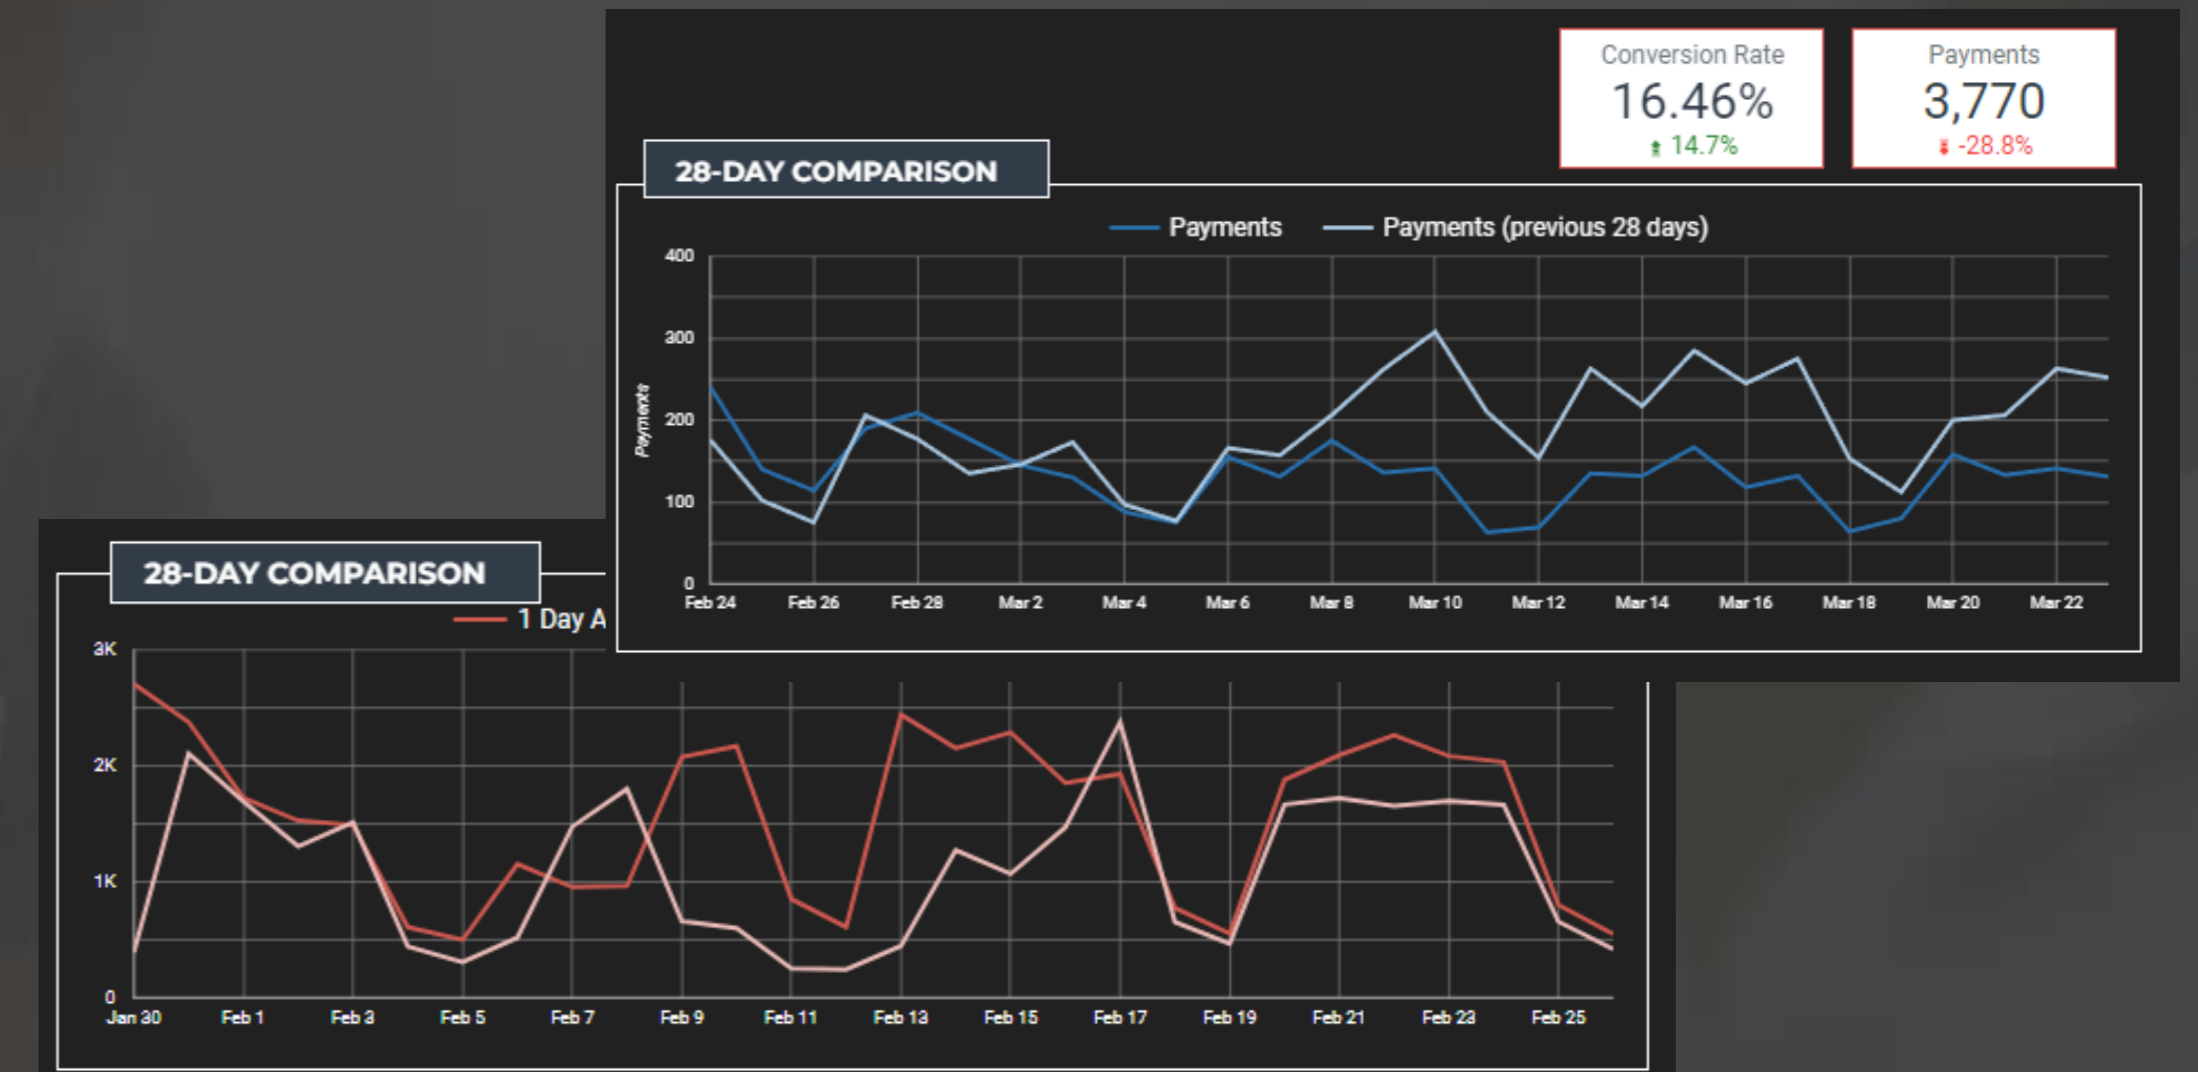 Conversion Rate
16.46%
14.7%
Payments
3,770
-28.8%
28-DAY COMPARISON
Payments
Payments (previous 28 days)
400
300
200
100
0
Payments
Feb 24
Feb 26
Feb 28
Mar 2
Mar 4
Mar 6
Mar 8
Mar 10
Mar 12
Mar 14
Mar 16
Mar 18
Mar 20
Mar 22
28-DAY COMPARISON
1 Day A
3K
2K
1K
0
Jan 30
Feb 1
Feb 3
Feb 5
Feb 7
Feb 9
Feb 11
Feb 13
Feb 15
Feb 17
Feb 19
Feb 21
Feb 23
Feb 25